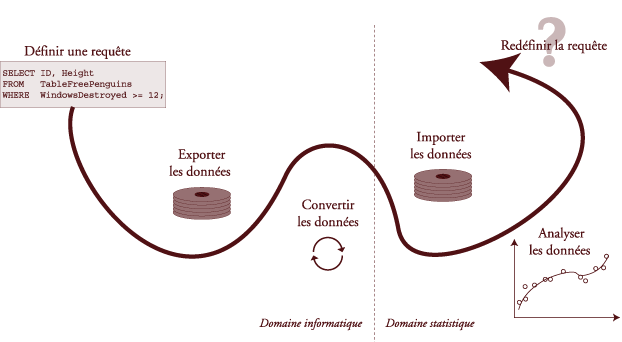 Définir une requête
SELECT ID, Height
FROM   TableFreePenguins
WHERE  WindowsDestroyed >= 12;
Exporter
les données
Convertir
les données
Importer
les données
?
Redéfinir la requête
Analyser
les données
Domaine informatique
Domaine statistique